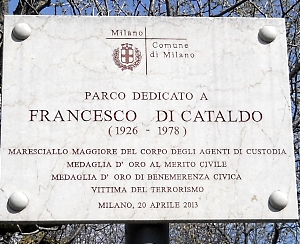 Milano
Comune
di Milano
PARCO DEDICATO A
FRANCESCO DI CATALDO
(1926 - 1978)
MARESCIALLO MAGGIORE DEL CORPO DEGLI AGENTI DI CUSTODIA
MEDAGLIA D' ORO AL MERITO CIVILE
MEDAGLIA D' ORO DI BENEMERENZA CIVICA
VITTIMA DEL TERRORISMO
MILANO, 20 APRILE 2013